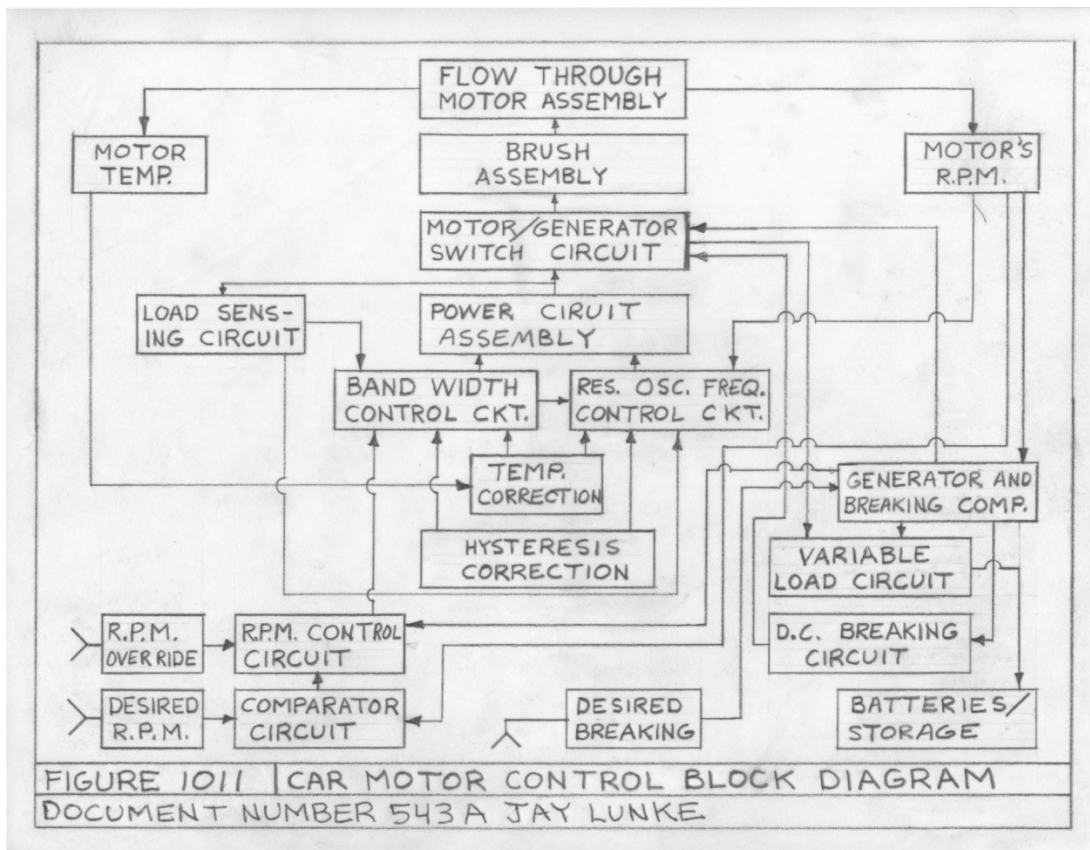 FLOW THROUGH
MOTOR ASSEMBLY
MOTOR
TEMP.
BRUSH
ASSEMBLY
MOTOR'S
R.P.M.
MOTOR/GENERATOR
SWITCH CIRCUIT
LOAD SENS-
ING CIRCUIT
POWER CIRUIT
ASSEMBLY
BAND WIDTH
CONTROL CKT.
RES. OSC. FREQ.
CONTROL CKT.
TEMP.
CORRECTION
GENERATOR AND
BREAKING COMP.
HYSTERESIS
CORRECTION
VARIABLE
LOAD CIRCUIT
R.P.M.
OVER RIDE
R.P.M. CONTROL
CIRCUIT
D.C. BREAKING
CIRCUIT
DESIRED
R.P.M.
COMPARATOR
CIRCUIT
DESIRED
BREAKING
BATTERIES/
STORAGE
FIGURE 1011 | CAR MOTOR CONTROL BLOCK DIAGRAM
DOCUMENT NUMBER 543A JAY LUNKE